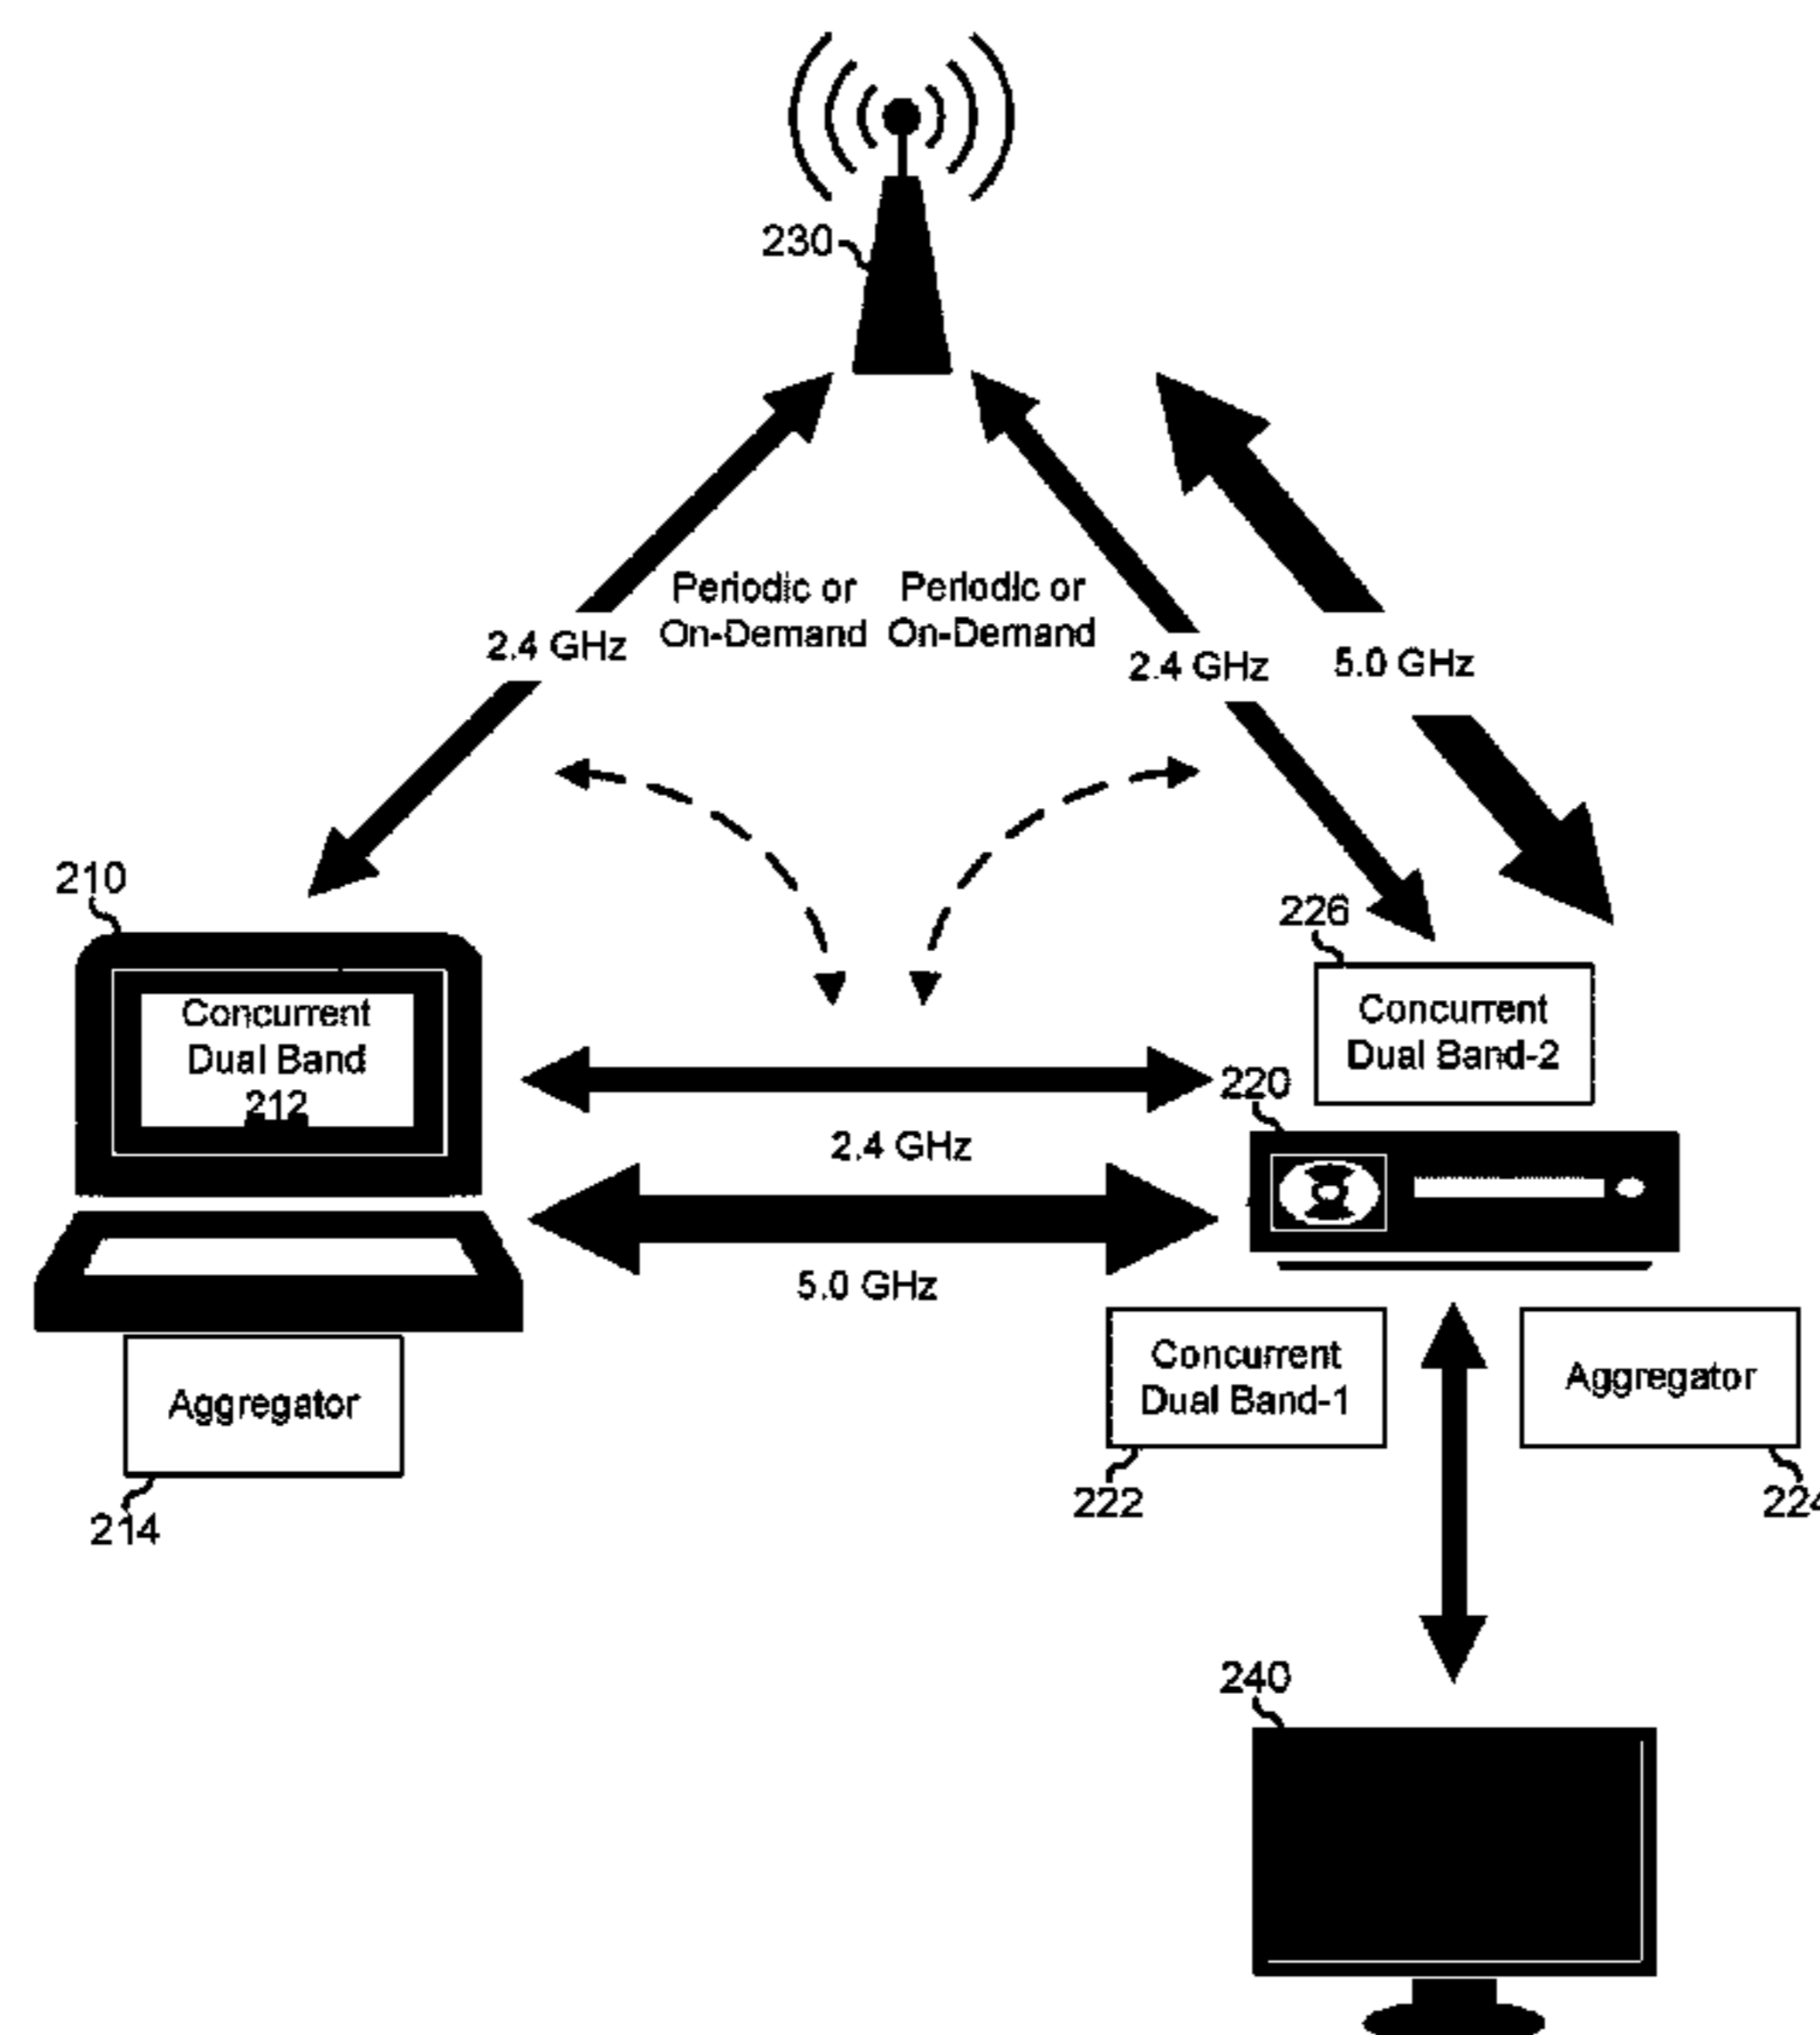 230
Periodic or
On-Demand
Periodic or
On-Demand
2.4 GHz
2.4 GHz
5.0 GHz
210
226
Concurrent
Dual Band
212
Concurrent
Dual Band-2
220
2.4 GHz
5.0 GHz
Concurrent
Dual Band-1
Aggregator
Aggregator
222
224
214
240